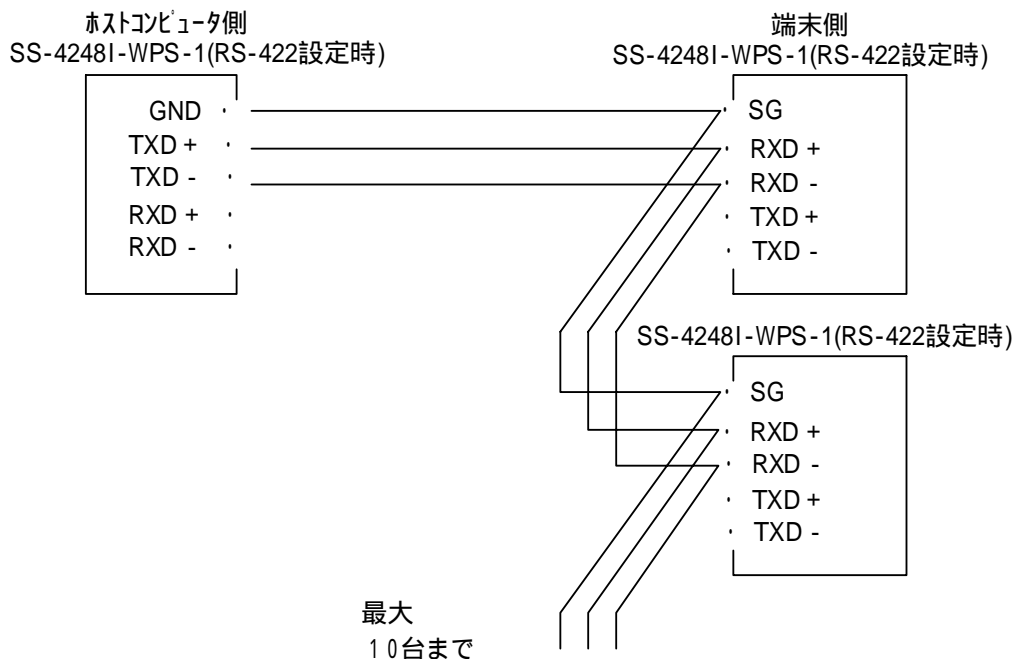 ﾎｽﾄｺﾝﾋﾟｭｰﾀ側
SS-4248I-WPS-1(RS-422設定時)
GND
TXD +
TXD -
RXD +
RXD -
端末側
SS-4248I-WPS-1(RS-422設定時)
SG
RXD +
RXD -
TXD +
TXD -
SS-4248I-WPS-1(RS-422設定時)
SG
RXD +
RXD -
TXD +
TXD -
最大
１０台まで